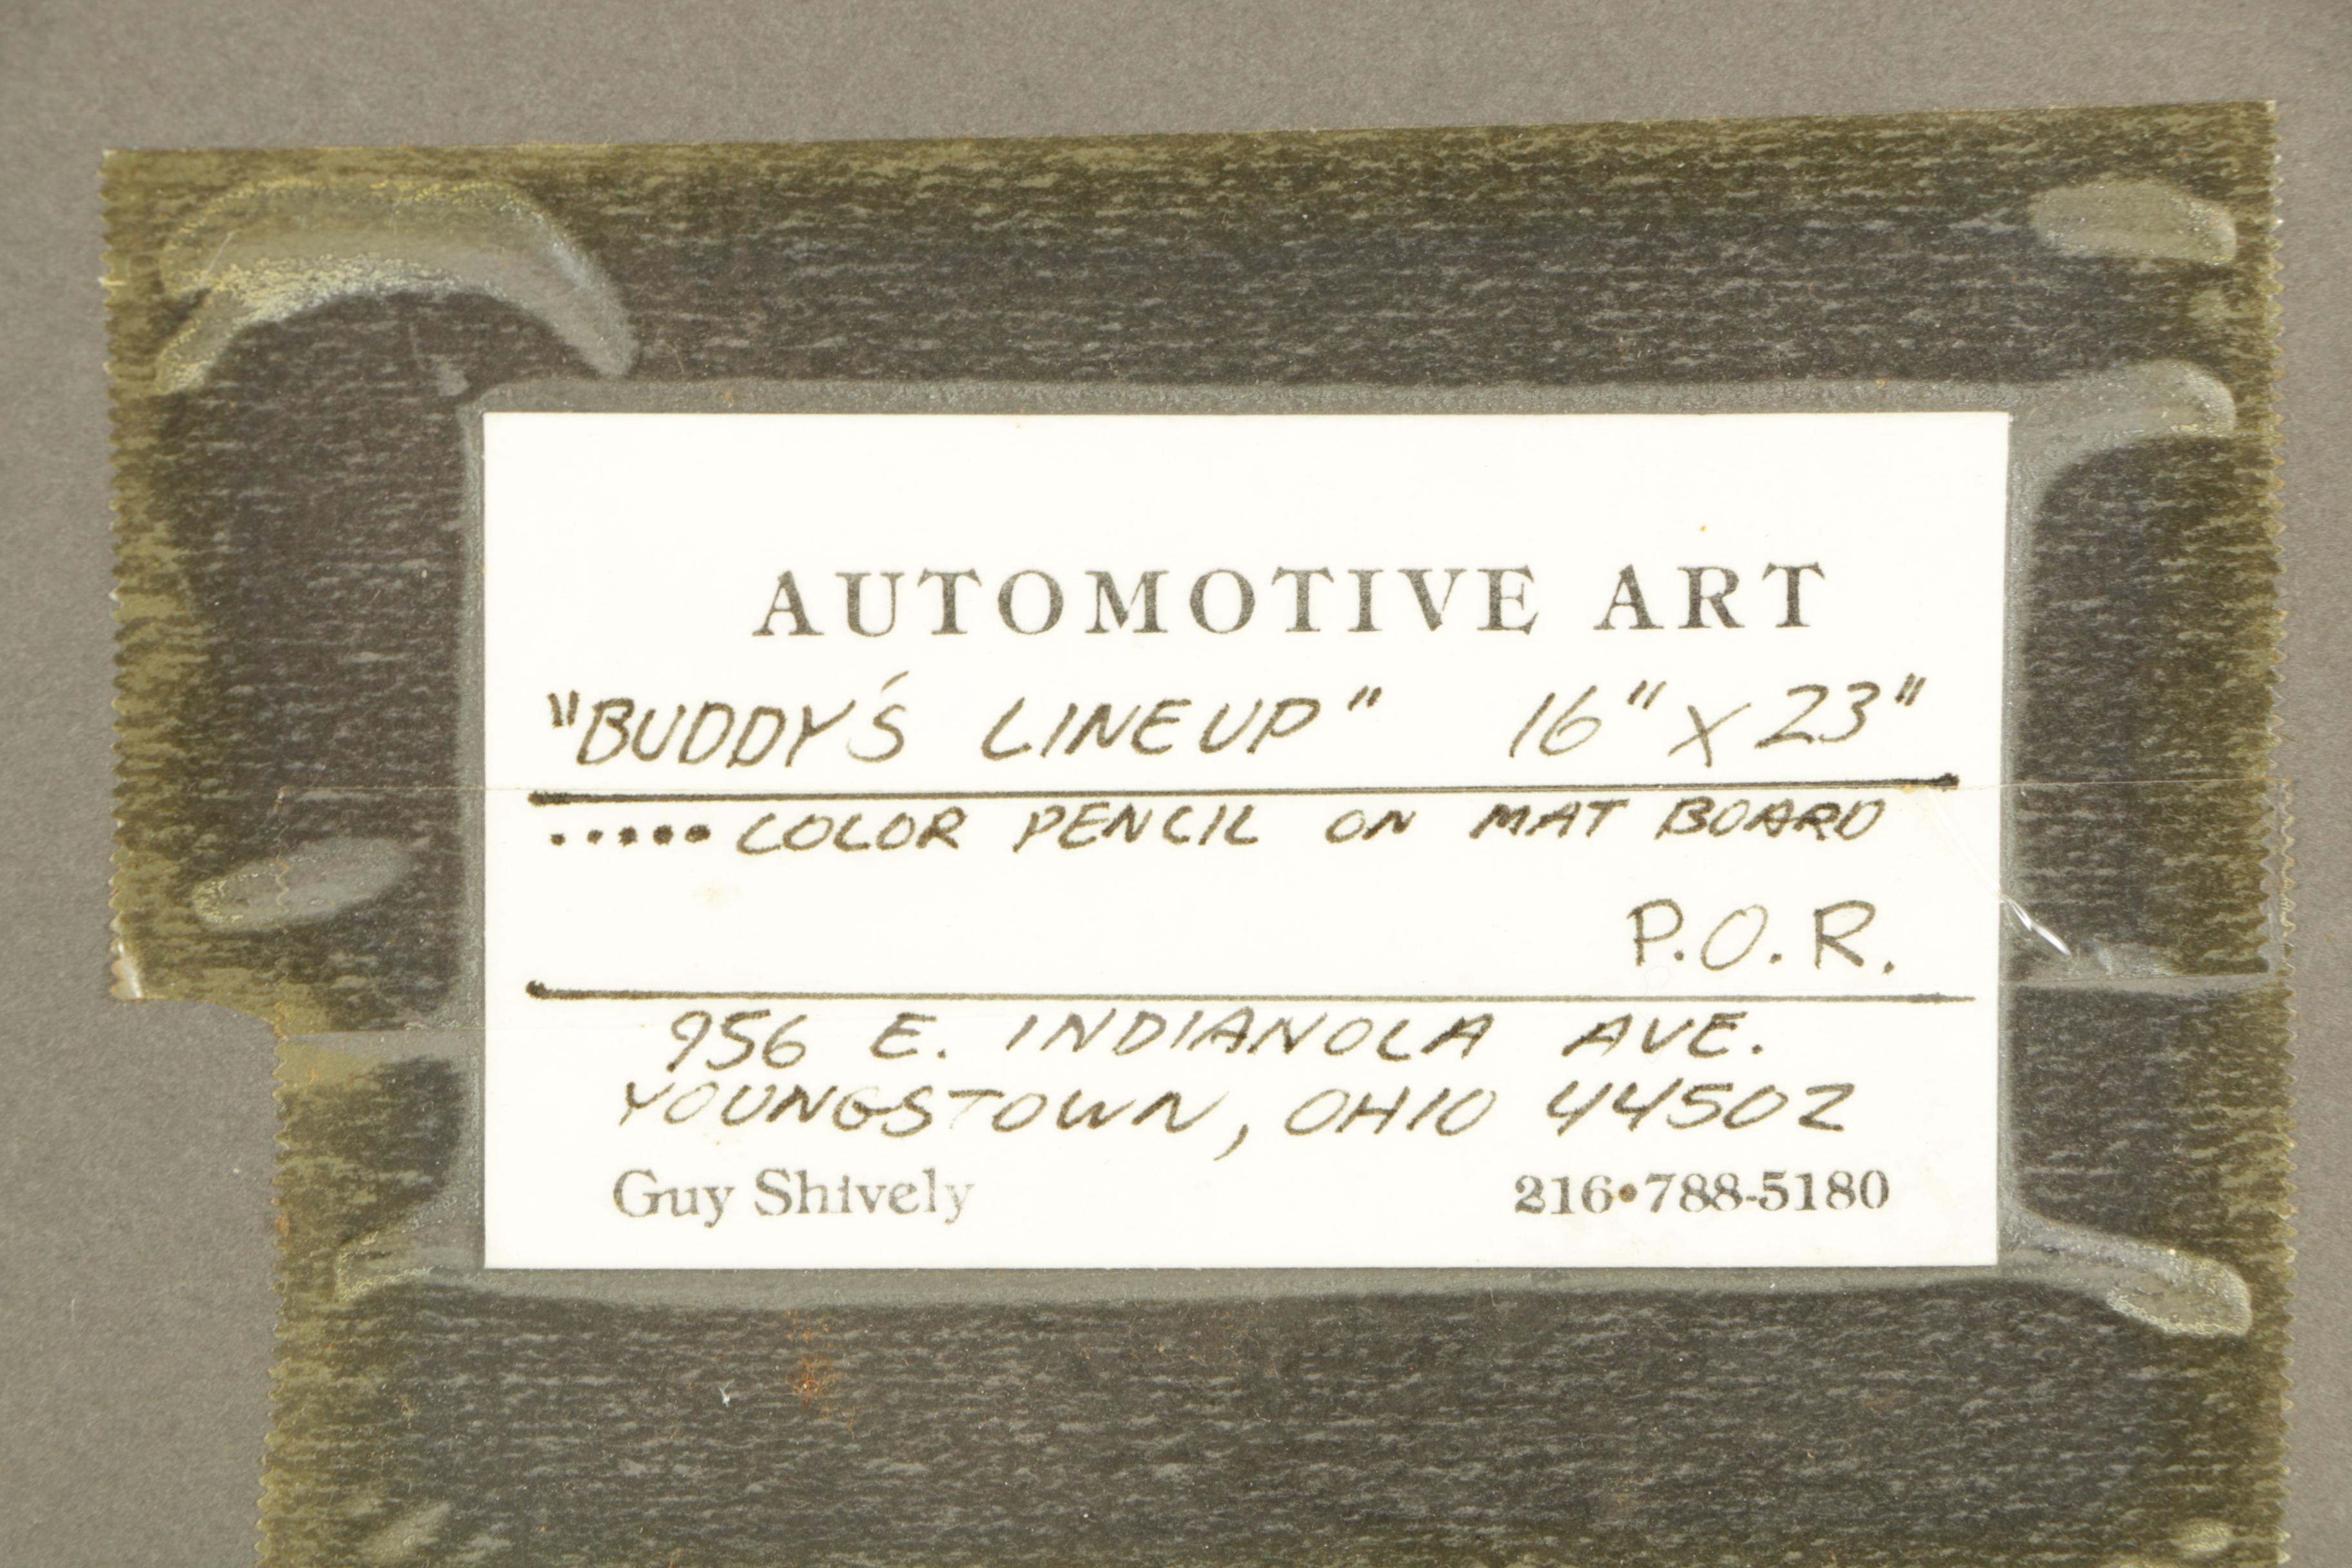 AUTOMOTIVE ART
"BUDDY'S LINEUP" 16" X 23"
..... COLOR PENCIL ON MAT BOARD
P.O.R.
956 E. INDIANOLA AVE.
YOUNGSTOWN, OHIO 44502
Guy Shively 216•788-5180